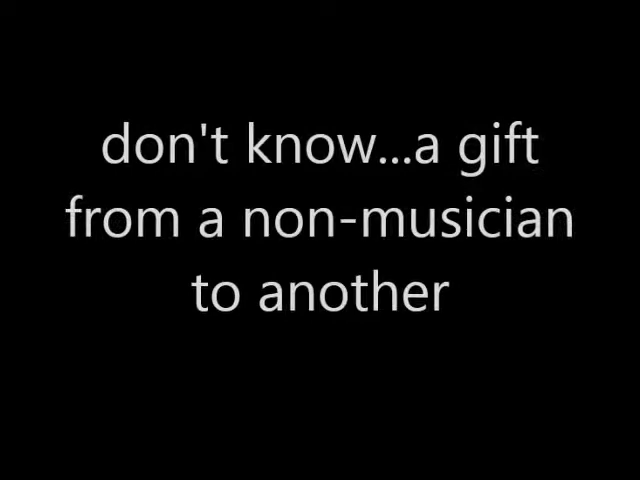 don't know...a gift
from a non-musician
to another